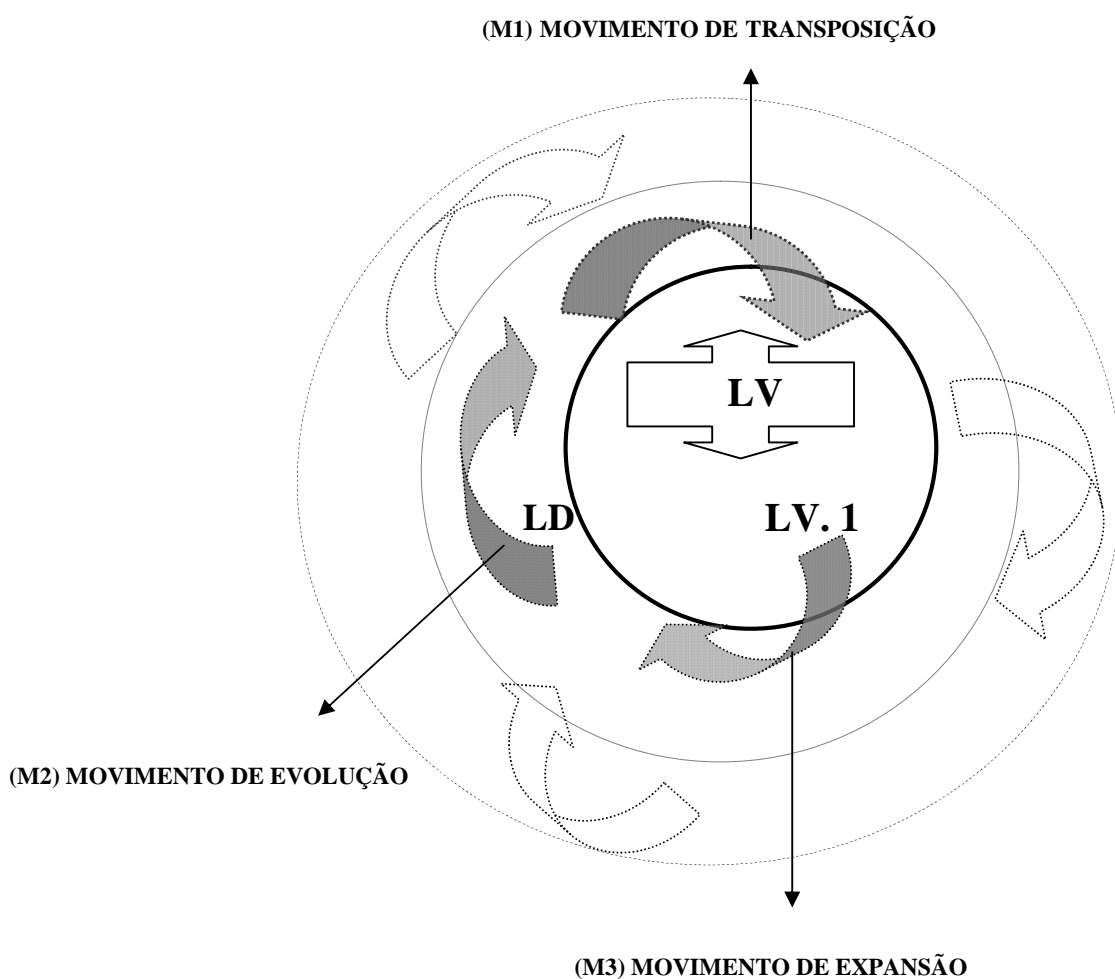 (M1) MOVIMENTO DE TRANSPOSIÇÃO
LV
LD
LV. 1
(M2) MOVIMENTO DE EVOLUÇÃO
(M3) MOVIMENTO DE EXPANSÃO